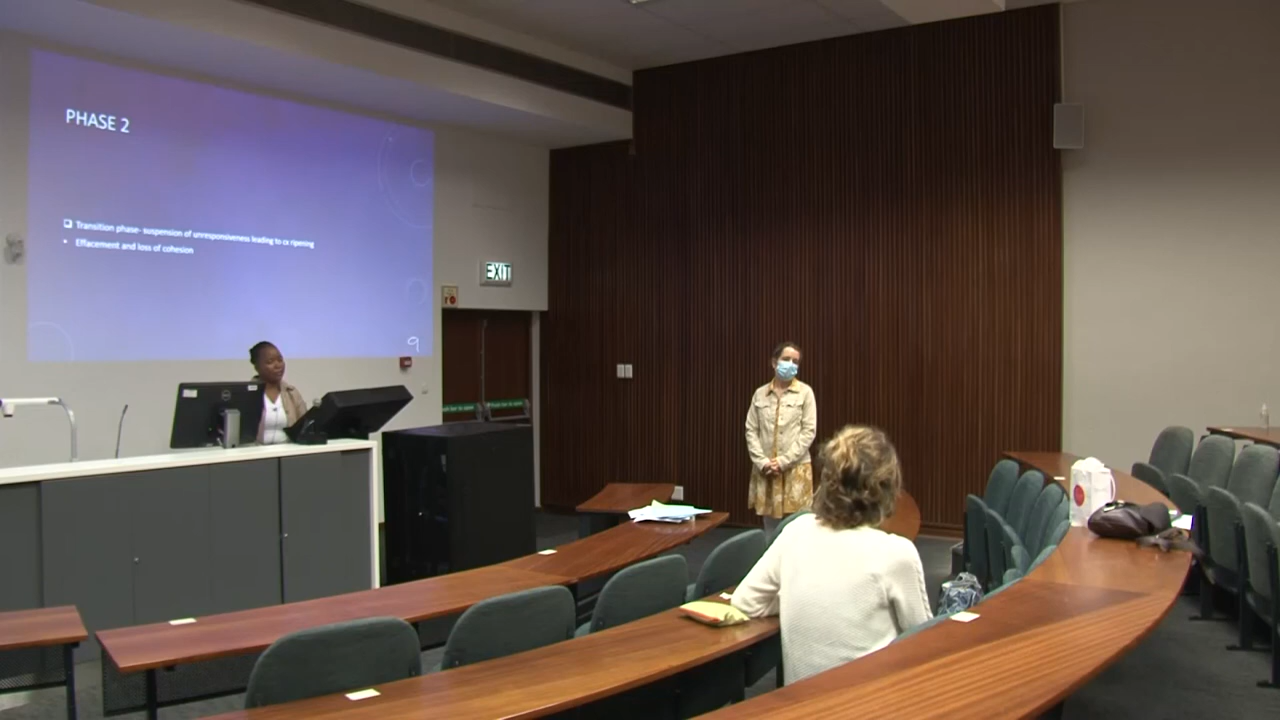 PHASE 2
Transition phase- suspension of unresponsiveness leading to cx ripening
Effacement and loss of cohesion
9
EXIT